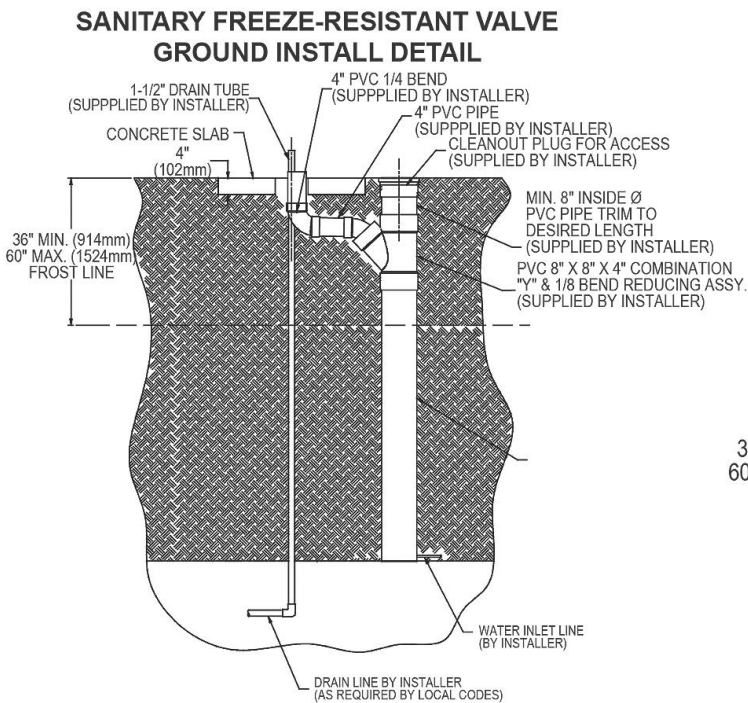 SANITARY FREEZE-RESISTANT VALVE
GROUND INSTALL DETAIL
1-1/2" DRAIN TUBE
(SUPPPLIED BY INSTALLER)
4" PVC 1/4 BEND
(SUPPPLIED BY INSTALLER)
4" PVC PIPE
(SUPPPLIED BY INSTALLER)
CONCRETE SLAB
4"
(102mm)
CLEANOUT PLUG FOR ACCESS
(SUPPLIED BY INSTALLER)
MIN. 8" INSIDE Ø
PVC PIPE TRIM TO
DESIRED LENGTH
(SUPPLIED BY INSTALLER)
36" MIN. (914mm)
60" MAX. (1524mm)
FROST LINE
PVC 8" X 8" X 4" COMBINATION
"Y" & 1/8 BEND REDUCING ASSY.
(SUPPLIED BY INSTALLER)
3
60
WATER INLET LINE
(BY INSTALLER)
DRAIN LINE BY INSTALLER
(AS REQUIRED BY LOCAL CODES)